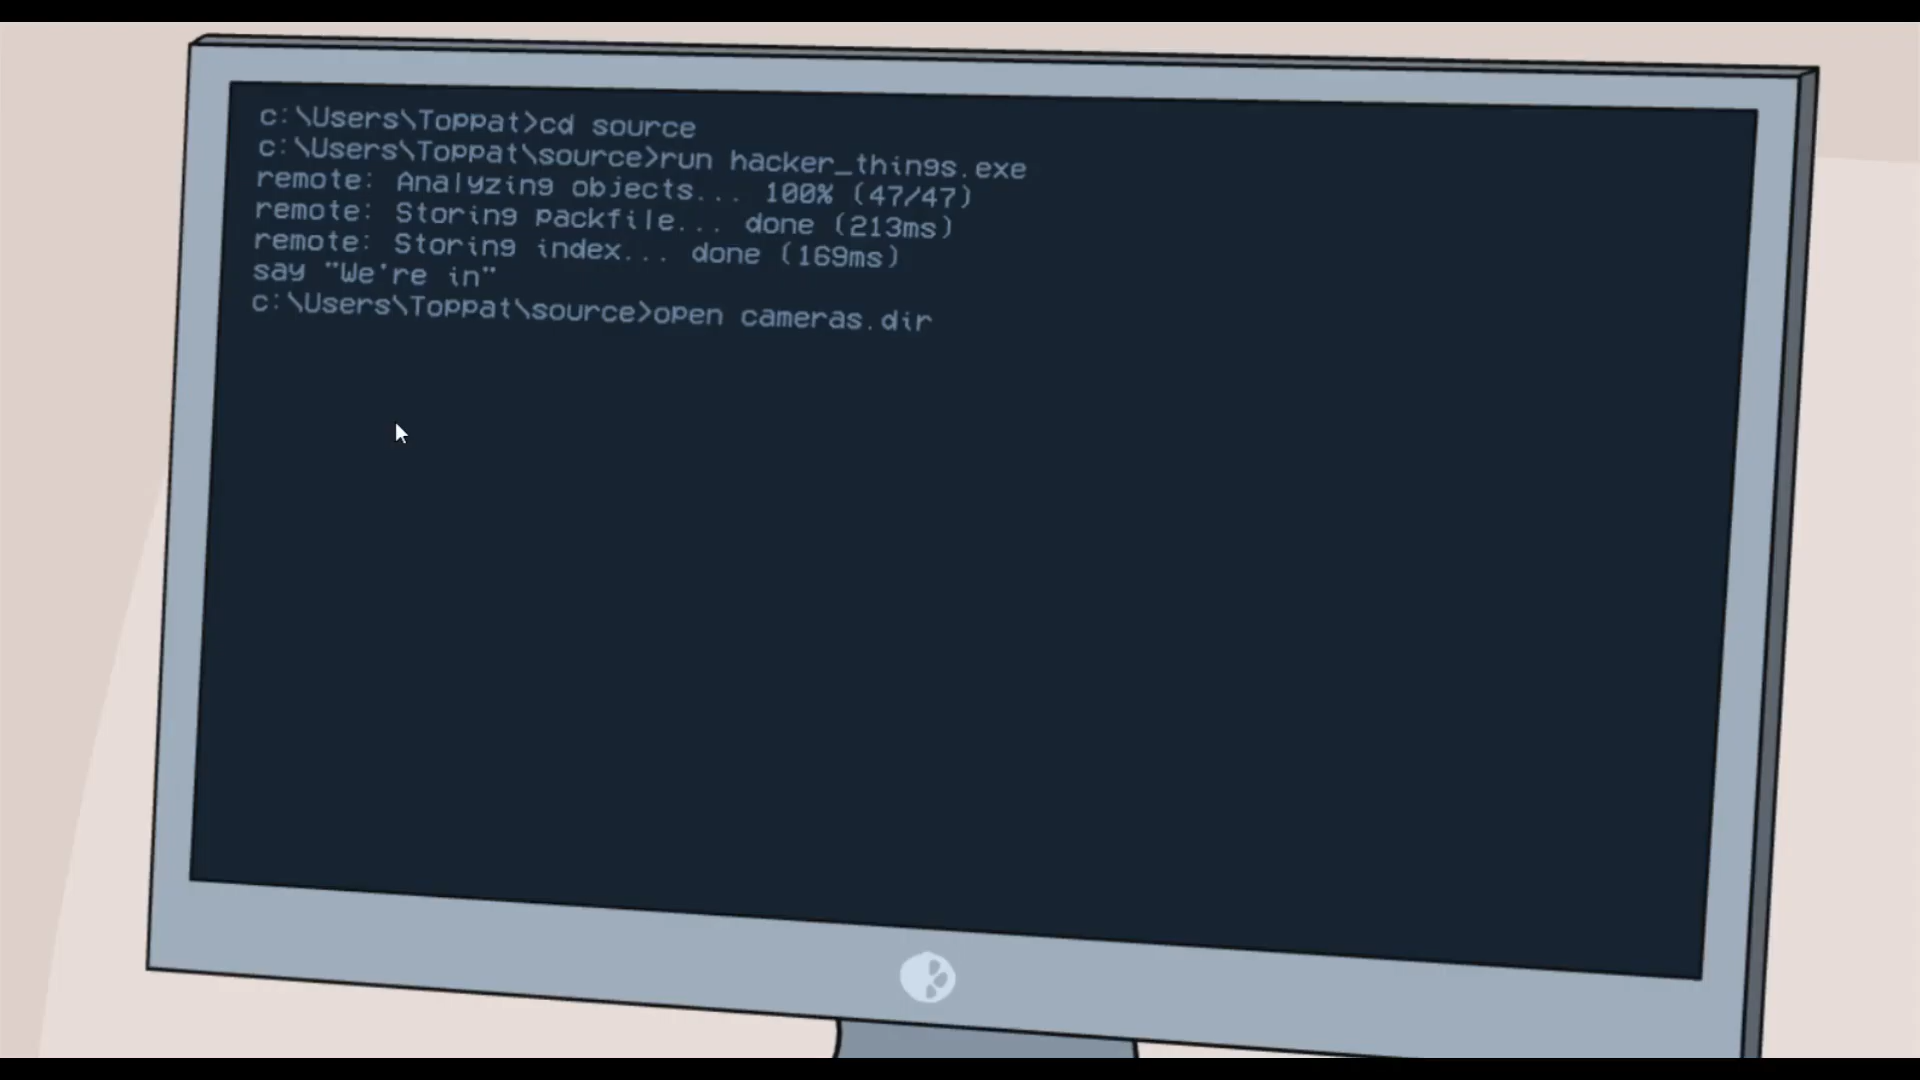 c:\Users\Toppat>cd source
c:\Users\Toppat\source>run hacker_things.exe
remote: Analyzing objects... 100% (47/47)
remote: Storing packfile... done (213ms)
remote: Storing index... done (169ms)
say "We're in"
c:\Users\Toppat\source>open cameras.dir